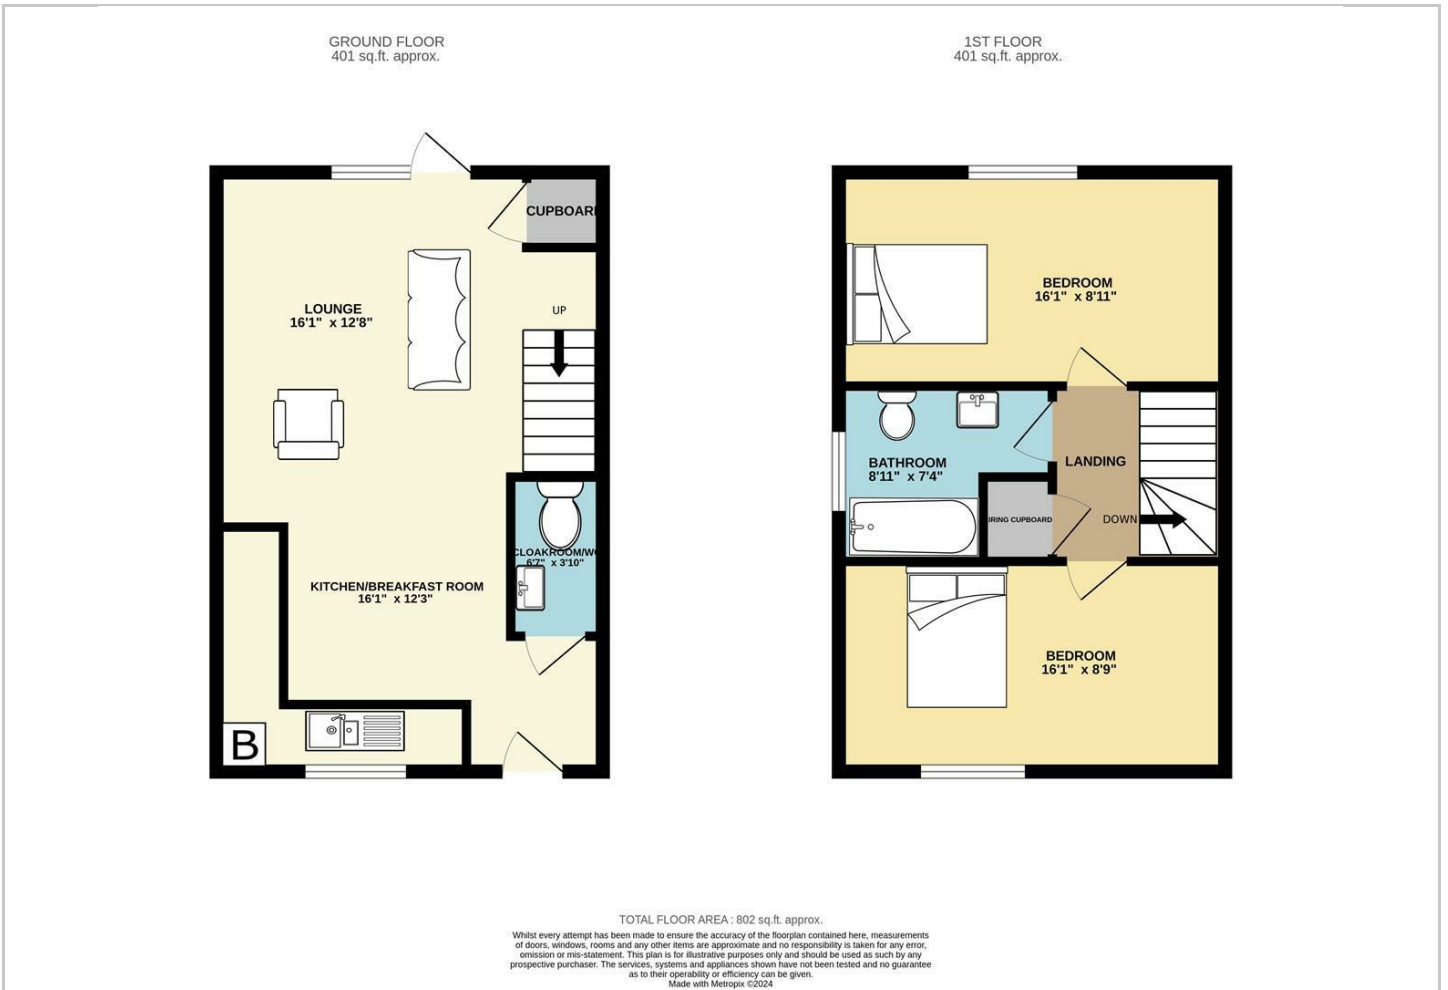 GROUND FLOOR
401 sq.ft. approx.
1ST FLOOR
401 sq.ft. approx.
CUPBOARD
LOUNGE
16'1" x 12'8"
UP
CLOAKROOM/WC
6'7" x 3'10"
KITCHEN/BREAKFAST ROOM
16'1" x 12'3"
B
BEDROOM
16'1" x 8'11"
BATHROOM
8'11" x 7'4"
LANDING
IRING CUPBOARD
DOWN
BEDROOM
16'1" x 8'9"
TOTAL FLOOR AREA : 802 sq.ft. approx.
Whilst every attempt has been made to ensure the accuracy of the floorplan contained here, measurements
of doors, windows, rooms and any other items are approximate and no responsibility is taken for any error,
omission or mis-statement. This plan is for illustrative purposes only and should be used as such by any
prospective purchaser. The services, systems and appliances shown have not been tested and no guarantee
as to their operability or efficiency can be given.
Made with Metropix ©2024